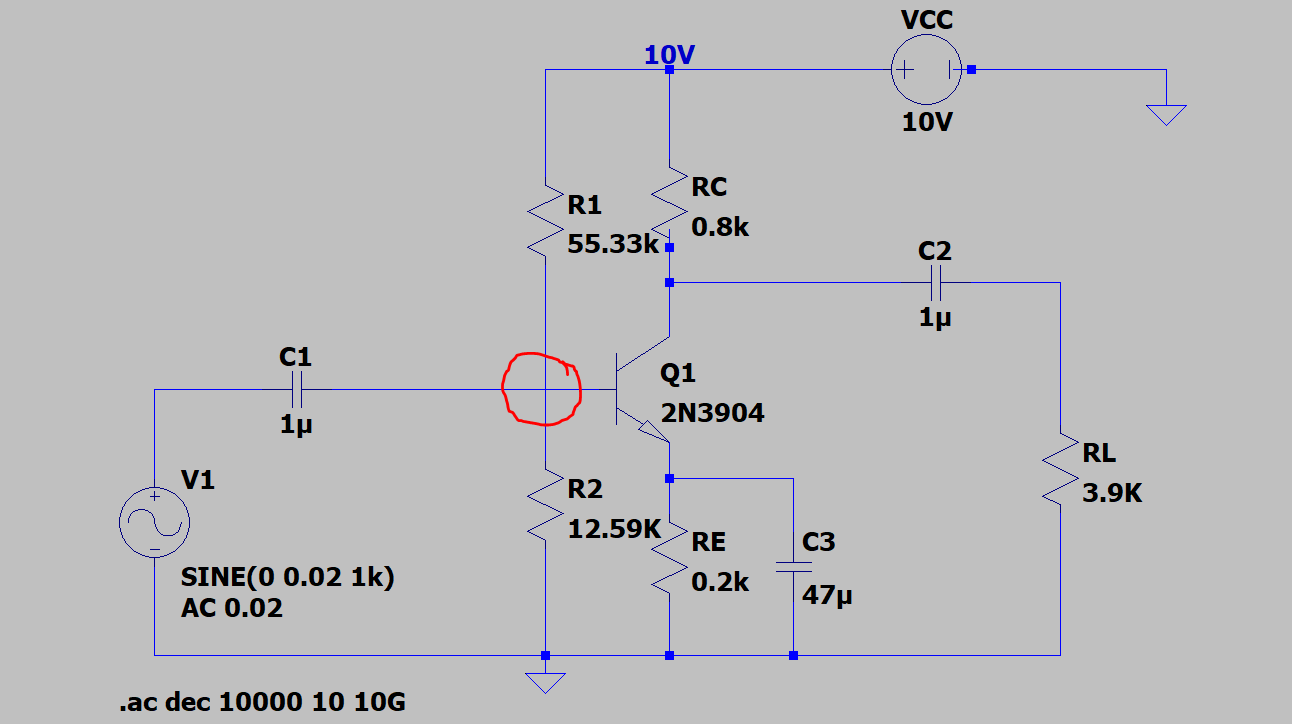 VCC
10V
10V
R1
55.33k
RC
0.8k
C2
1µ
C1
1µ
Q1
2N3904
V1
SINE(0 0.02 1k)
AC 0.02
R2
12.59K
RE
0.2k
C3
47µ
RL
3.9K
.ac dec 10000 10 10G